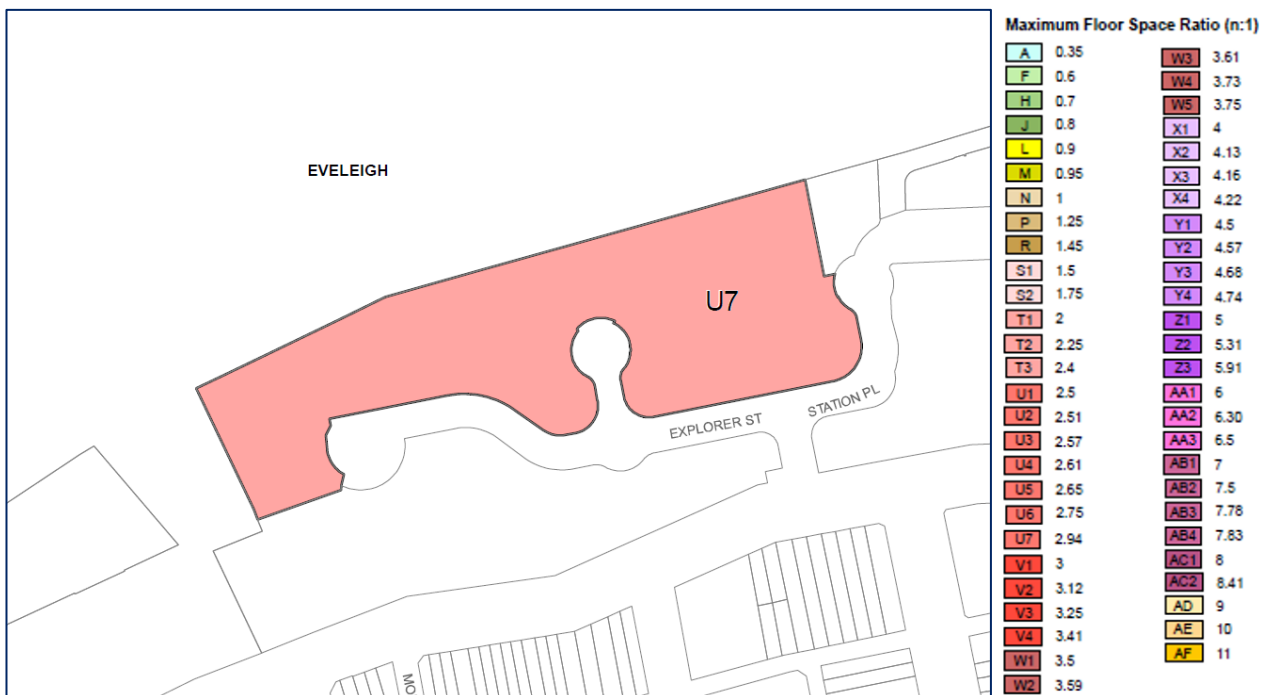 EVELEIGH
U7
EXPLORER ST
STATION PL
MO
Maximum Floor Space Ratio (n:1)
A 0.35
F 0.6
H 0.7
J 0.8
L 0.9
M 0.95
N 1
P 1.25
R 1.45
S1 1.5
S2 1.75
T1 2
T2 2.25
T3 2.4
U1 2.5
U2 2.51
U3 2.57
U4 2.61
U5 2.65
U6 2.75
U7 2.94
V1 3
V2 3.12
V3 3.25
V4 3.41
W1 3.5
W2 3.59
W3 3.61
W4 3.73
W5 3.75
X1 4
X2 4.13
X3 4.16
X4 4.22
Y1 4.5
Y2 4.57
Y3 4.68
Y4 4.74
Z1 5
Z2 5.31
Z3 5.91
AA1 6
AA2 6.30
AA3 6.5
AB1 7
AB2 7.5
AB3 7.78
AB4 7.83
AC1 8
AC2 8.41
AD 9
AE 10
AF 11